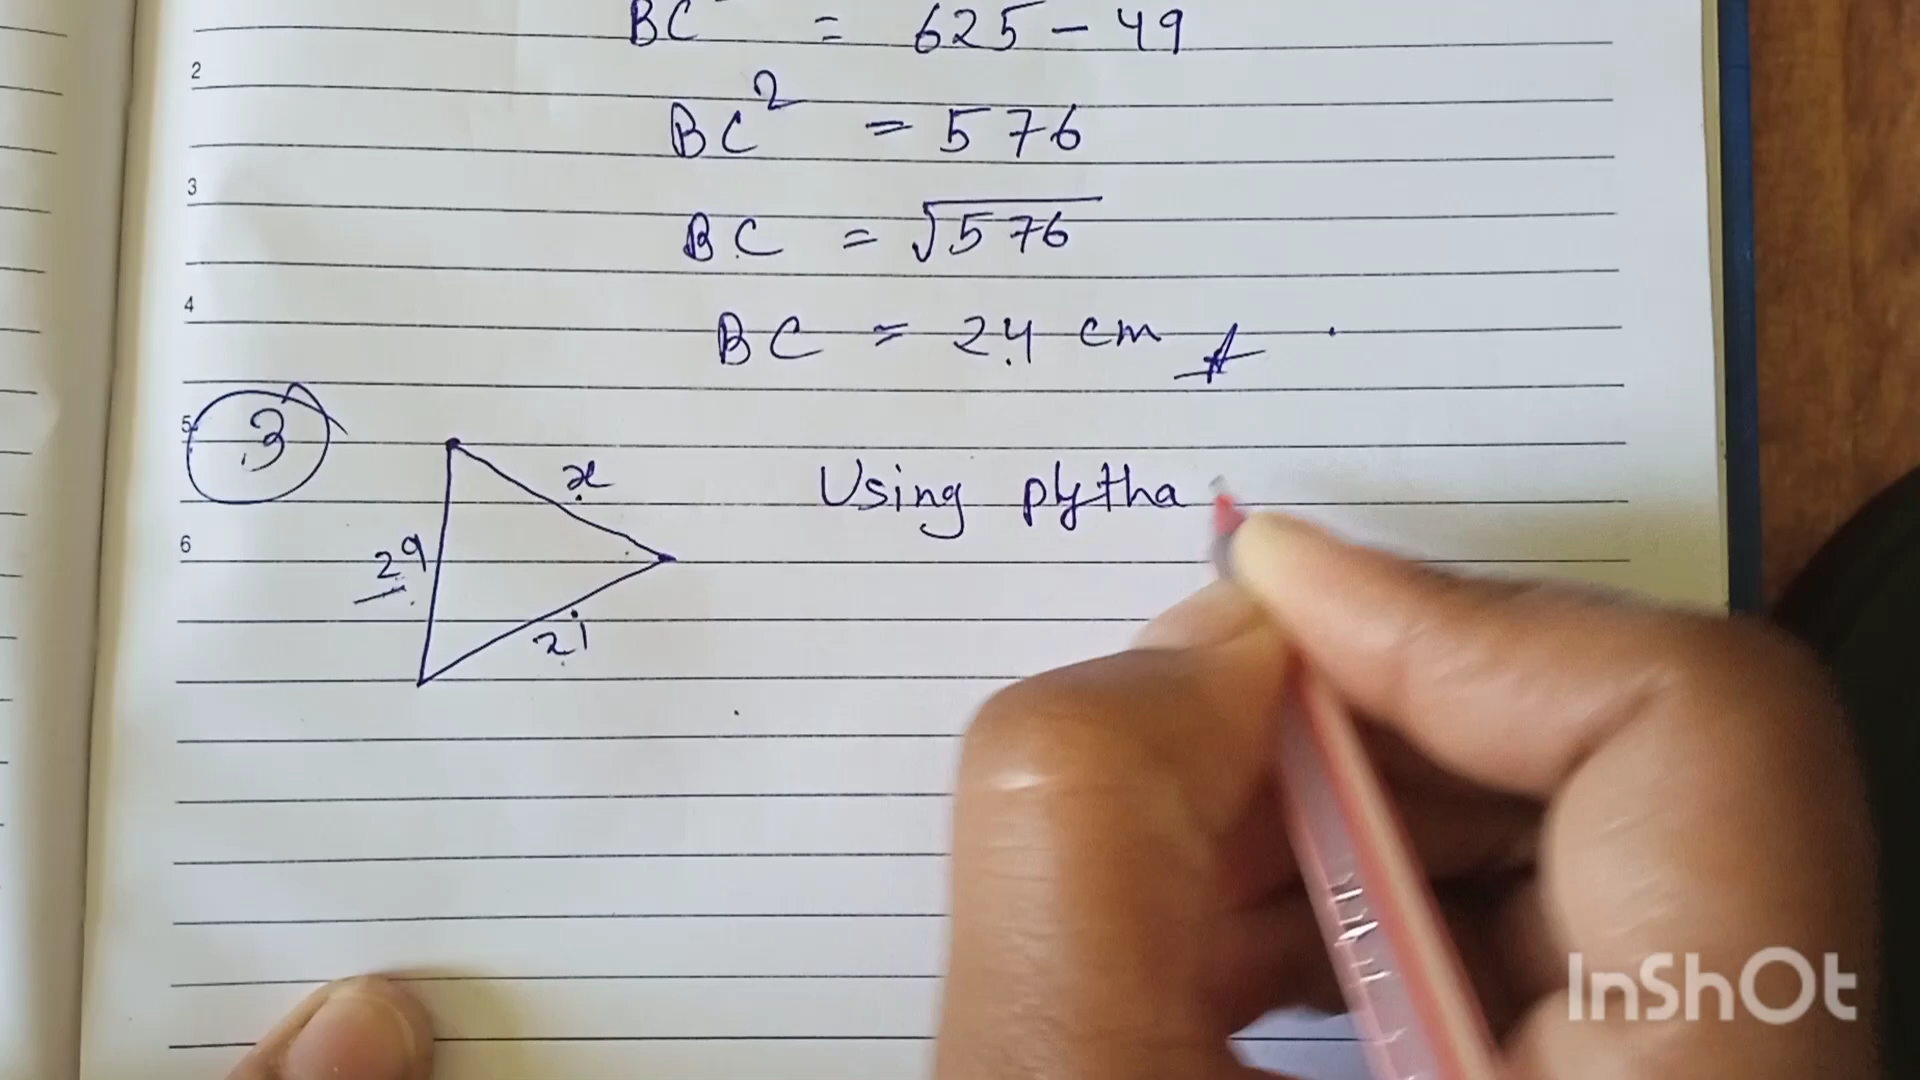 BC² = 625 - 49
2
BC² = 576
3
BC = √576
4
BC = 24 cm
5
3
x
Using pytha
6
29
21
InShOt